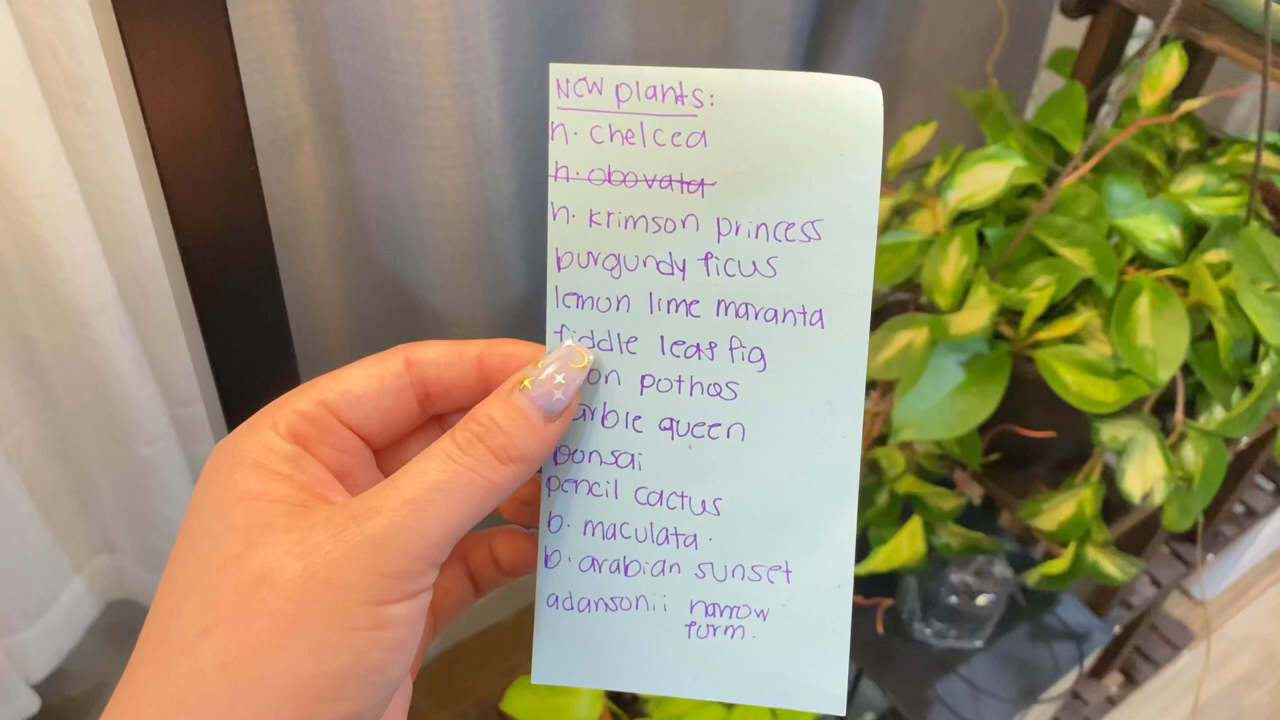 New plants:
h. chelcea
h. obovata
h. krimson princess
burgundy ficus
lemon lime maranta
fiddle leaf fig
pothos
queen
bonsai
pencil cactus
b. maculata.
b. arabian sunset
adansonii narrow
form.